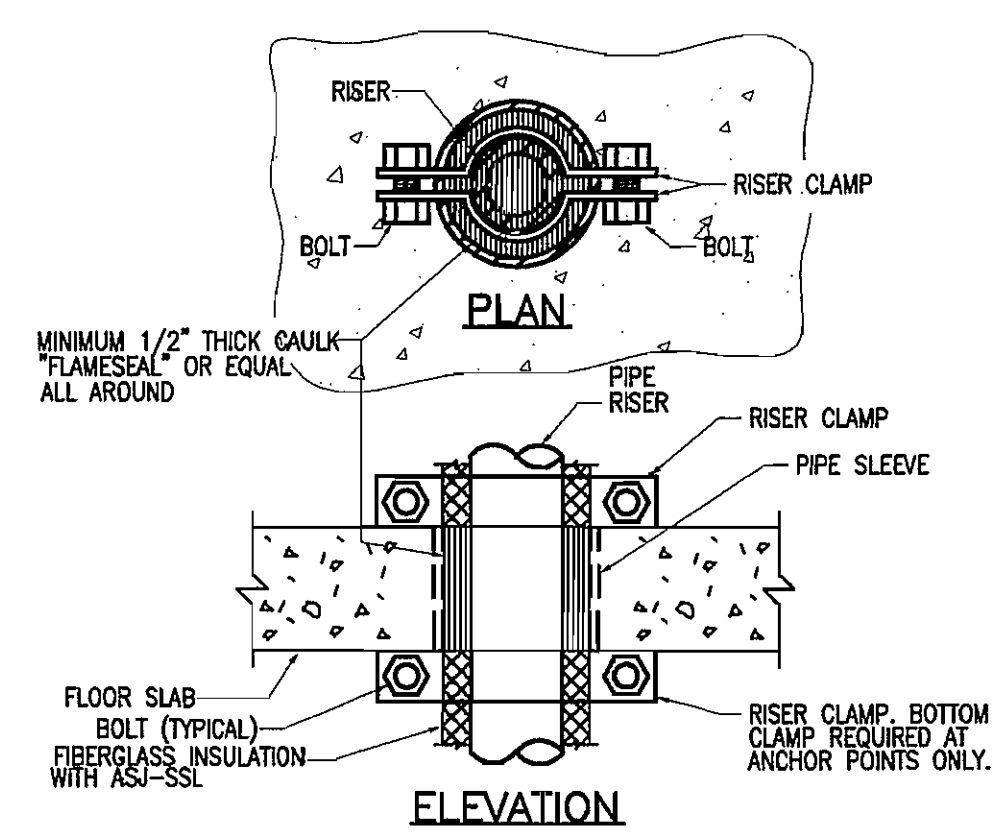 RISER
RISER CLAMP
BOLT
BOLT
PLAN
MINIMUM 1/2" THICK CAULK
"FLAMESEAL" OR EQUAL
ALL AROUND
PIPE
RISER
RISER CLAMP
PIPE SLEEVE
FLOOR SLAB
BOLT (TYPICAL)
FIBERGLASS INSULATION
WITH ASJ-SSL
RISER CLAMP. BOTTOM
CLAMP REQUIRED AT
ANCHOR POINTS ONLY.
ELEVATION